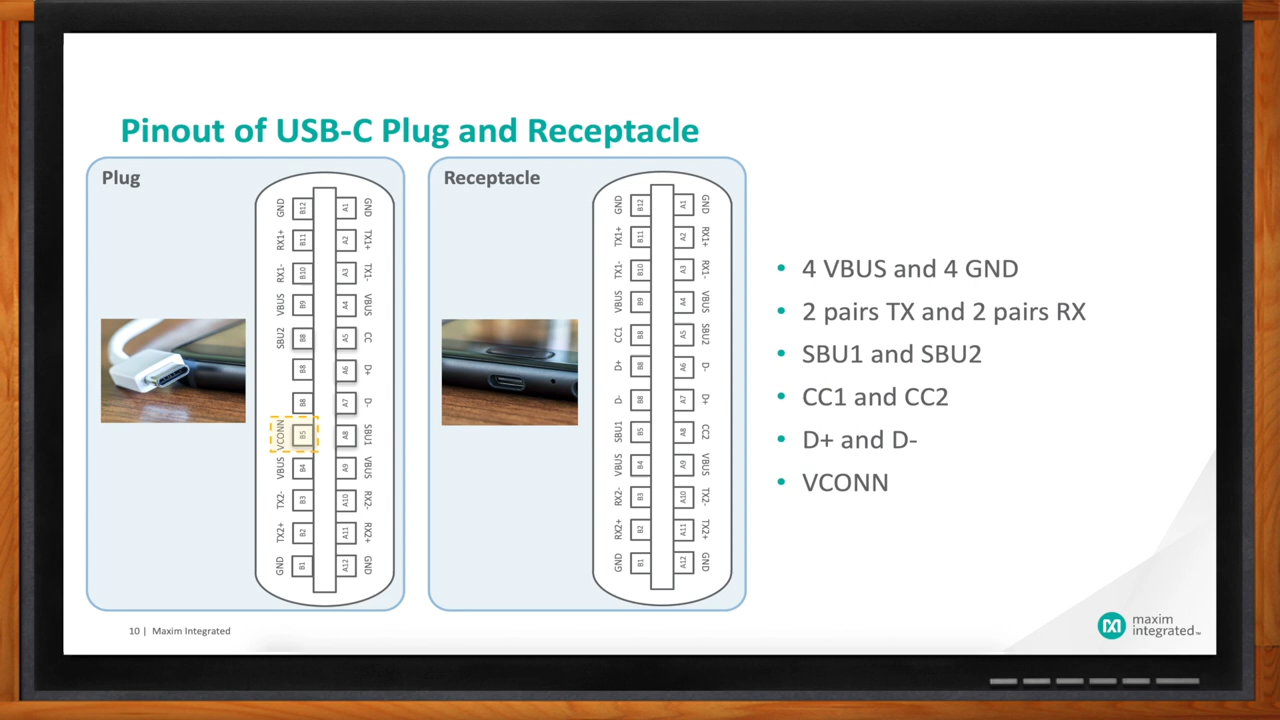 Pinout of USB-C Plug and Receptacle
Plug
GND B12 A1 GND
RX1+ B11 A2 TX1+
RX1- B10 A3 TX1-
VBUS B9 A4 VBUS
SBU2 B8 A5 CC
B8 A6 D+
B8 A7 D-
VCONN B5 A8 SBU1
VBUS B4 A9 VBUS
TX2- B3 A10 RX2-
TX2+ B2 A11 RX2+
GND B1 A12 GND
Receptacle
GND B12 A1 GND
TX1+ B11 A2 RX1+
TX1- B10 A3 RX1-
VBUS B9 A4 VBUS
CC1 B8 A5 SBU2
D+ B8 A6 D-
D- B8 A7 D+
SBU1 B5 A8 CC2
VBUS B4 A9 VBUS
RX2- B3 A10 TX2-
RX2+ B2 A11 TX2+
GND B1 A12 GND
• 4 VBUS and 4 GND
• 2 pairs TX and 2 pairs RX
• SBU1 and SBU2
• CC1 and CC2
• D+ and D-
• VCONN
10 | Maxim Integrated
maxim
integrated™